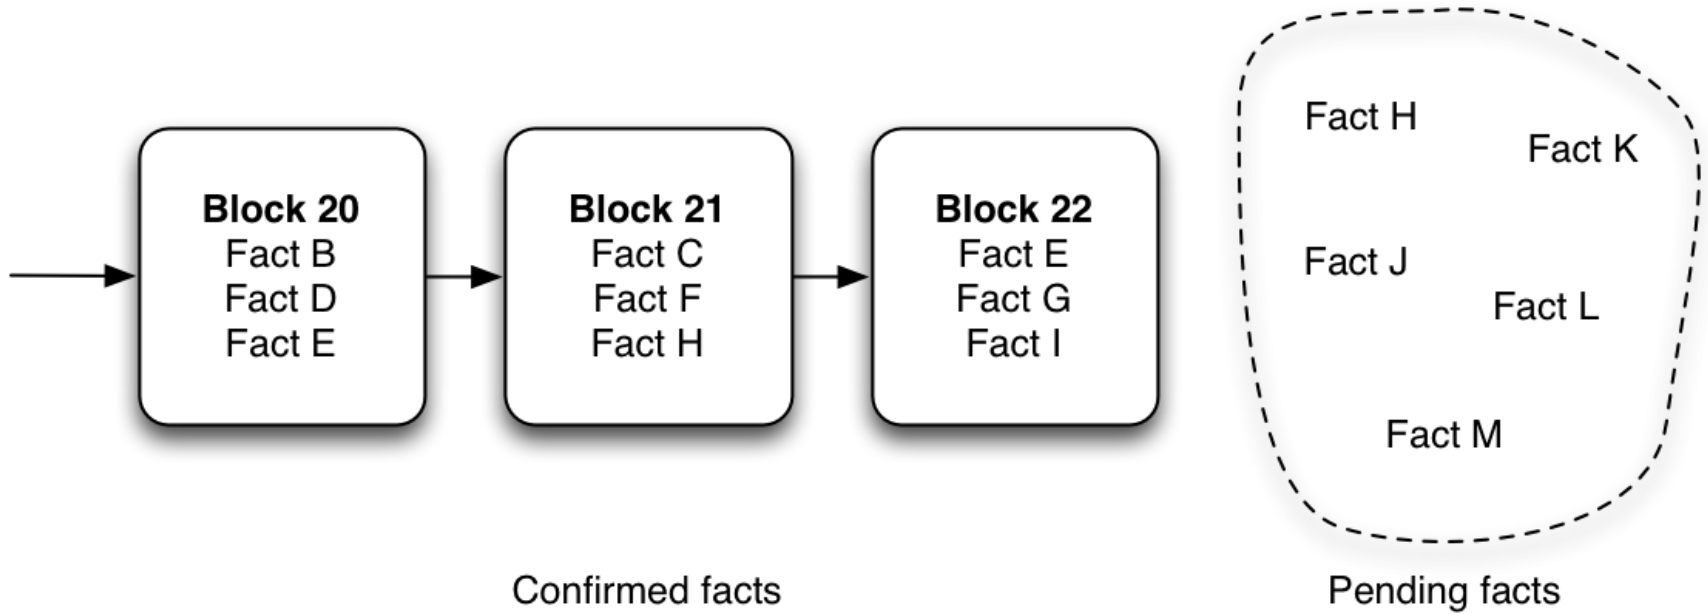 Block 20
Fact B
Fact D
Fact E
Block 21
Fact C
Fact F
Fact H
Block 22
Fact E
Fact G
Fact I
Confirmed facts
Fact H
Fact K
Fact J
Fact L
Fact M
Pending facts